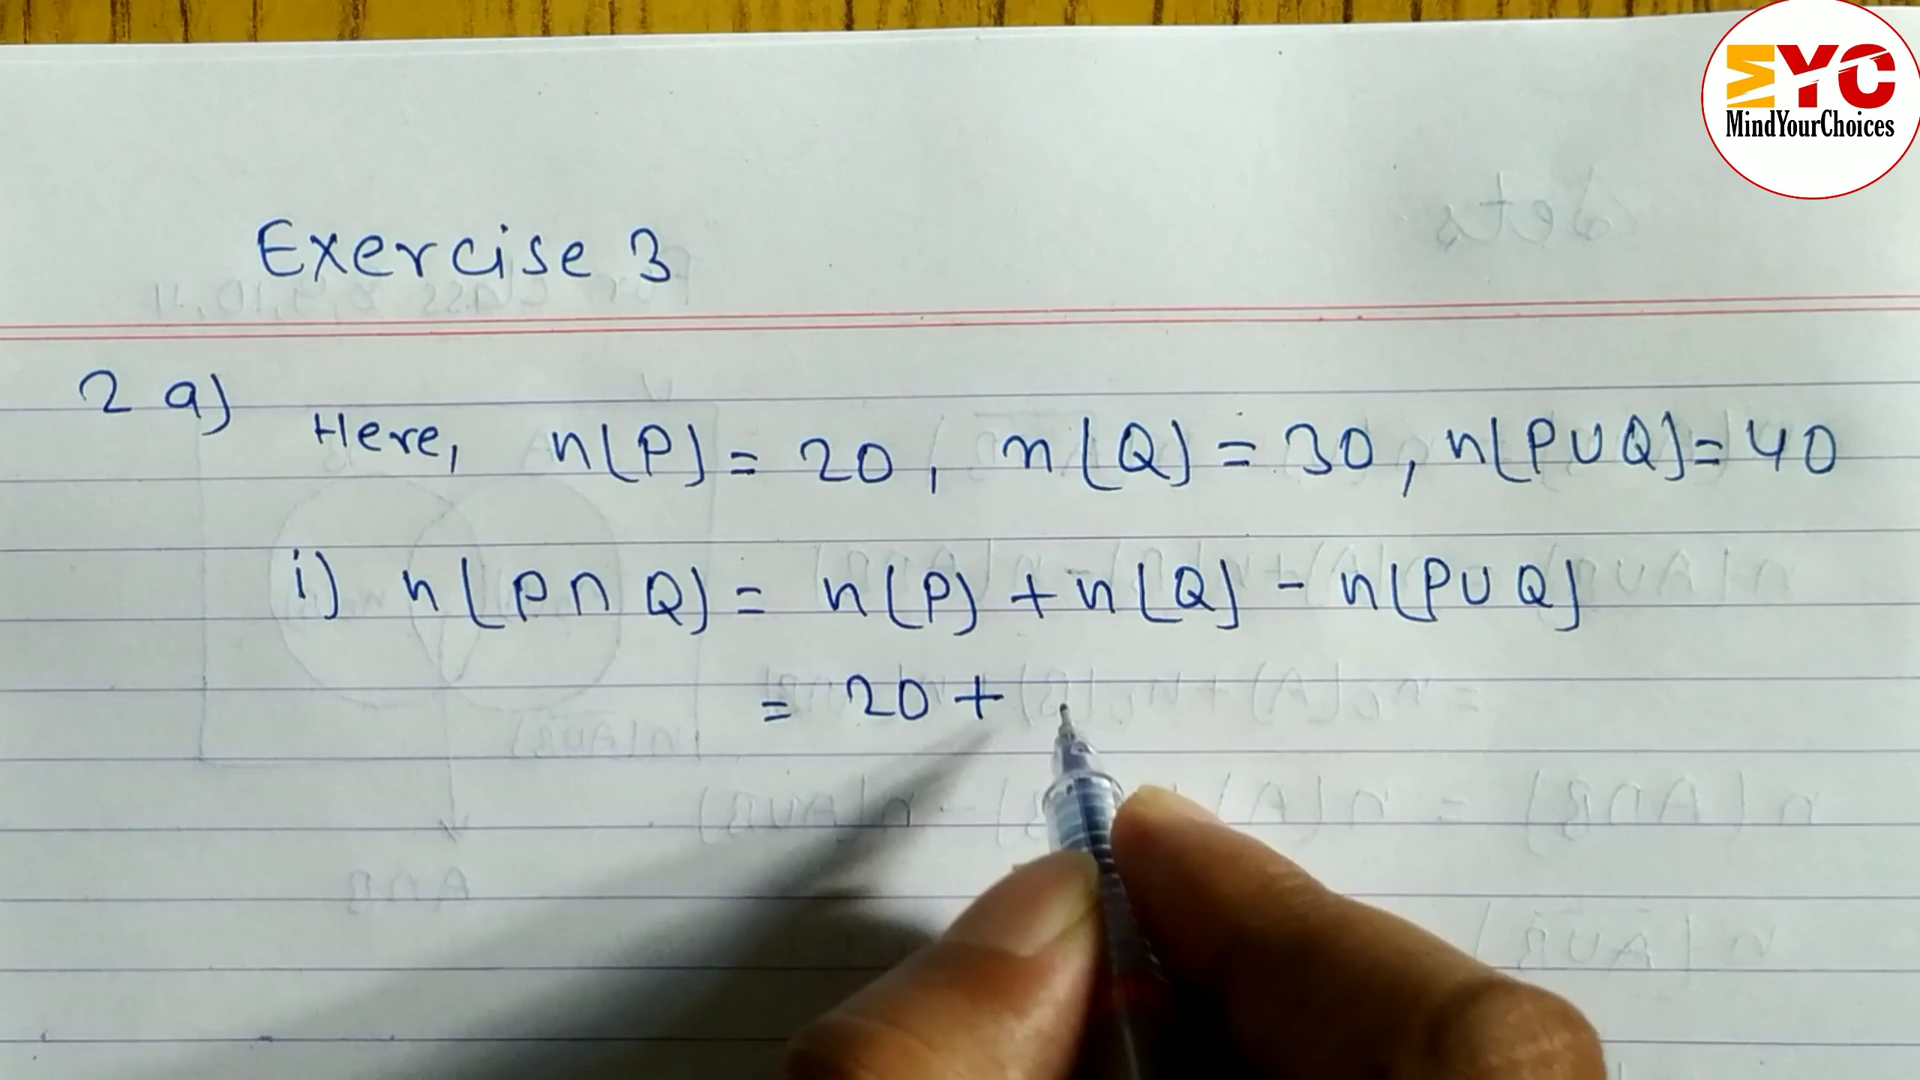 MYC
MindYourChoices
Exercise 3
2 a)
Here, n(P) = 20, n(Q) = 30, n(P∪Q) = 40
i) n(P∩Q) = n(P) + n(Q) - n(P∪Q)
= 20 +